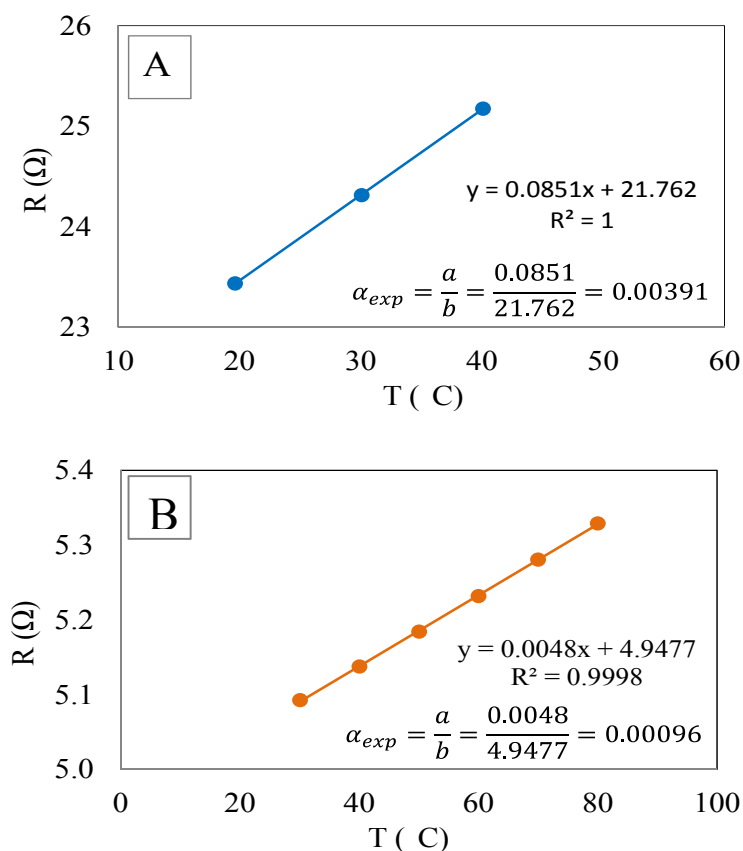 A
26
25
24
23
R (Ω)
y = 0.0851x + 21.762
R² = 1
𝛼𝑒𝑥𝑝 = 𝑎/𝑏 = 0.0851/21.762 = 0.00391
10 20 30 40 50 60
T ( C)
B
5.4
5.3
5.2
5.1
5.0
R (Ω)
y = 0.0048x + 4.9477
R² = 0.9998
𝛼𝑒𝑥𝑝 = 𝑎/𝑏 = 0.0048/4.9477 = 0.00096
0 20 40 60 80 100
T ( C)